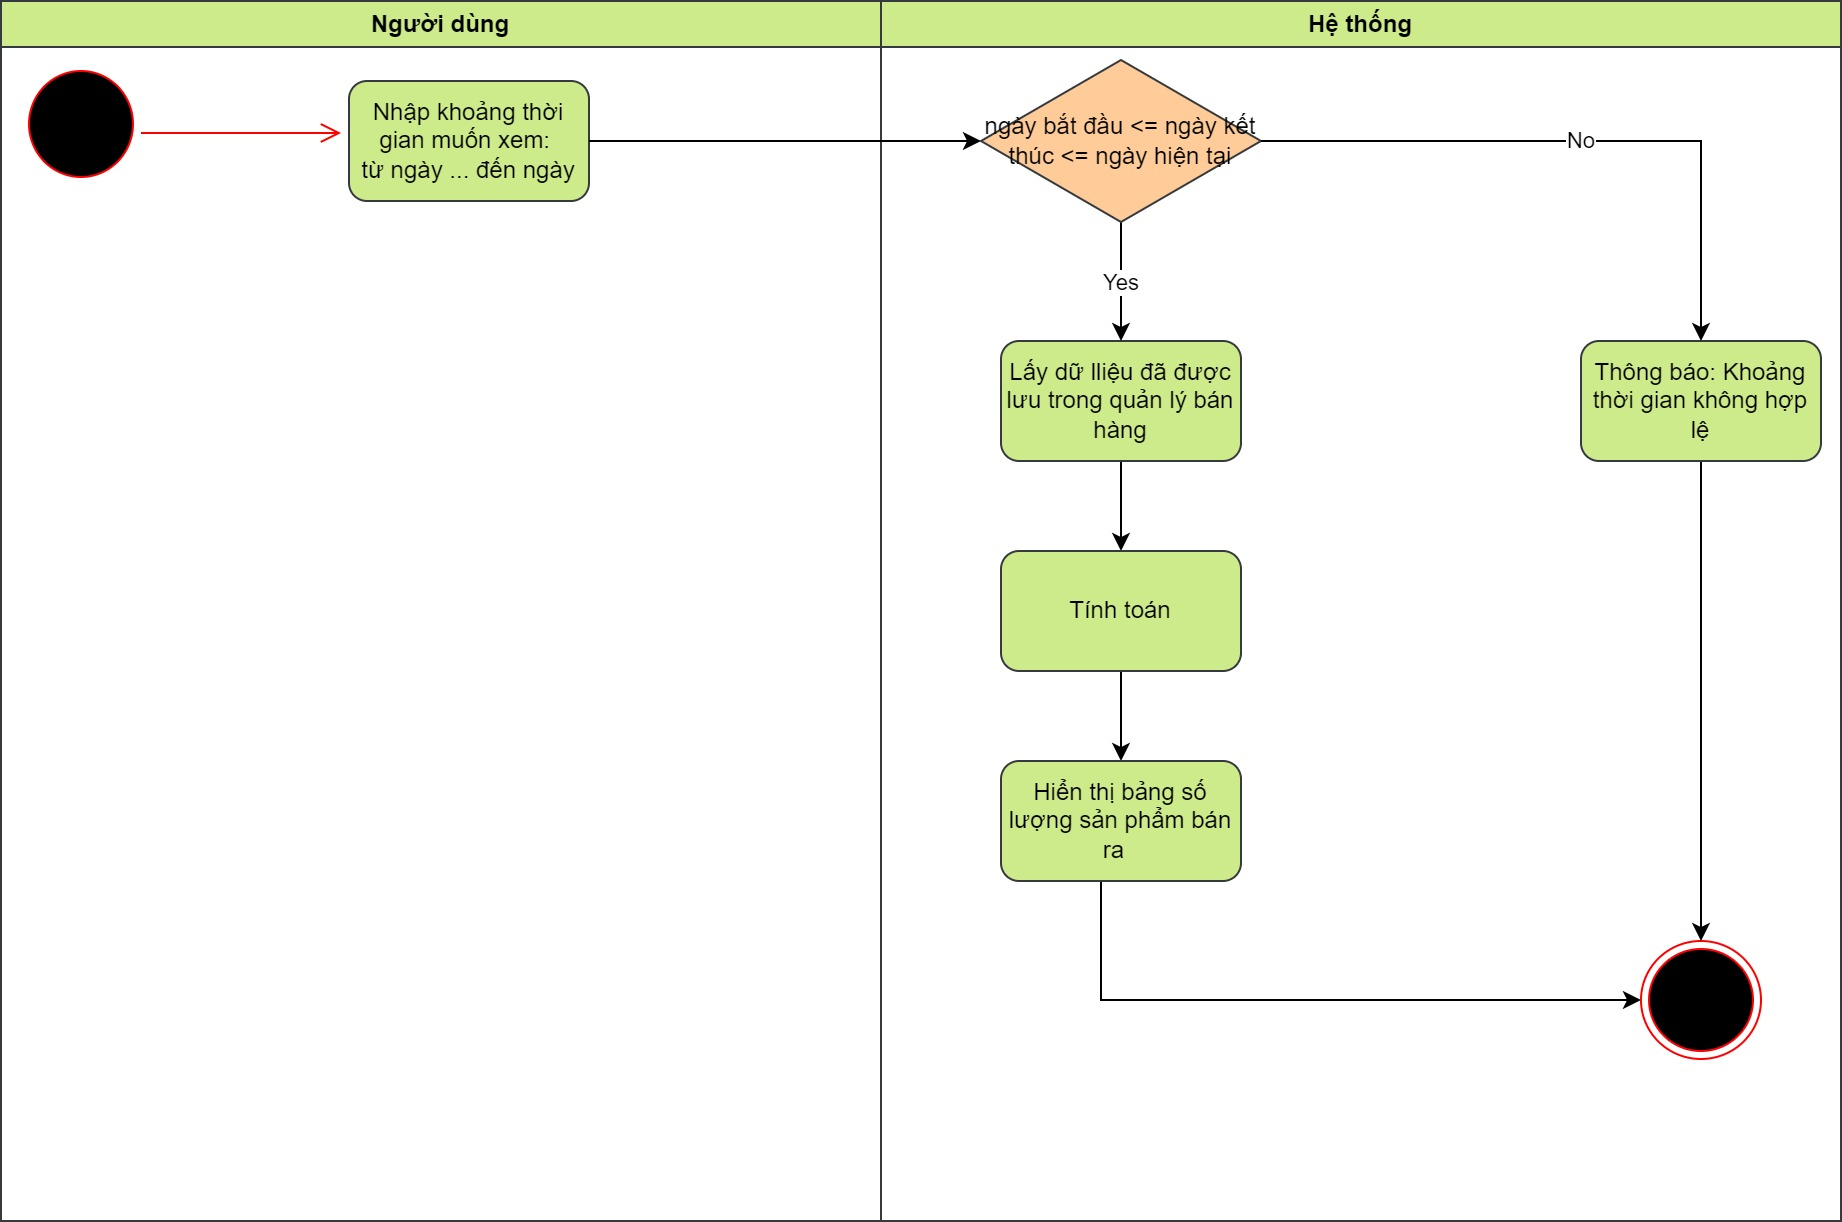 Người dùng
Hệ thống
Nhập khoảng thời
gian muốn xem:
từ ngày ... đến ngày
ngày bắt đầu <= ngày kết
thúc <= ngày hiện tại
No
Yes
Lấy dữ lliệu đã được
lưu trong quản lý bán
hàng
Thông báo: Khoảng
thời gian không hợp
lệ
Tính toán
Hiển thị bảng số
lượng sản phẩm bán
ra